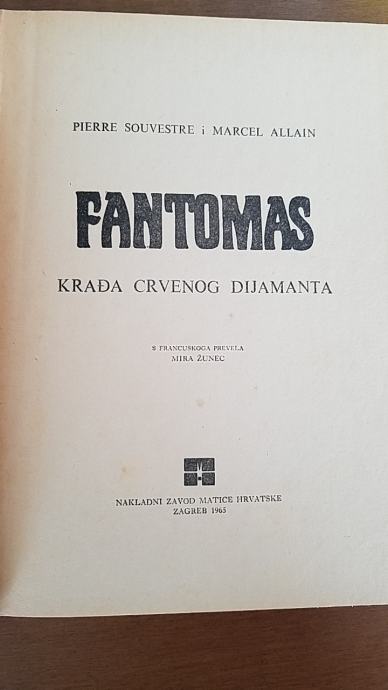 PIERRE SOUVESTRE i MARCEL ALLAIN
FANTOMAS
KRAĐA CRVENOG DIJAMANTA
S FRANCUSKOGA PREVELA
MIRA ŽUNEC
NAKLADNI ZAVOD MATICE HRVATSKE
ZAGREB 1965